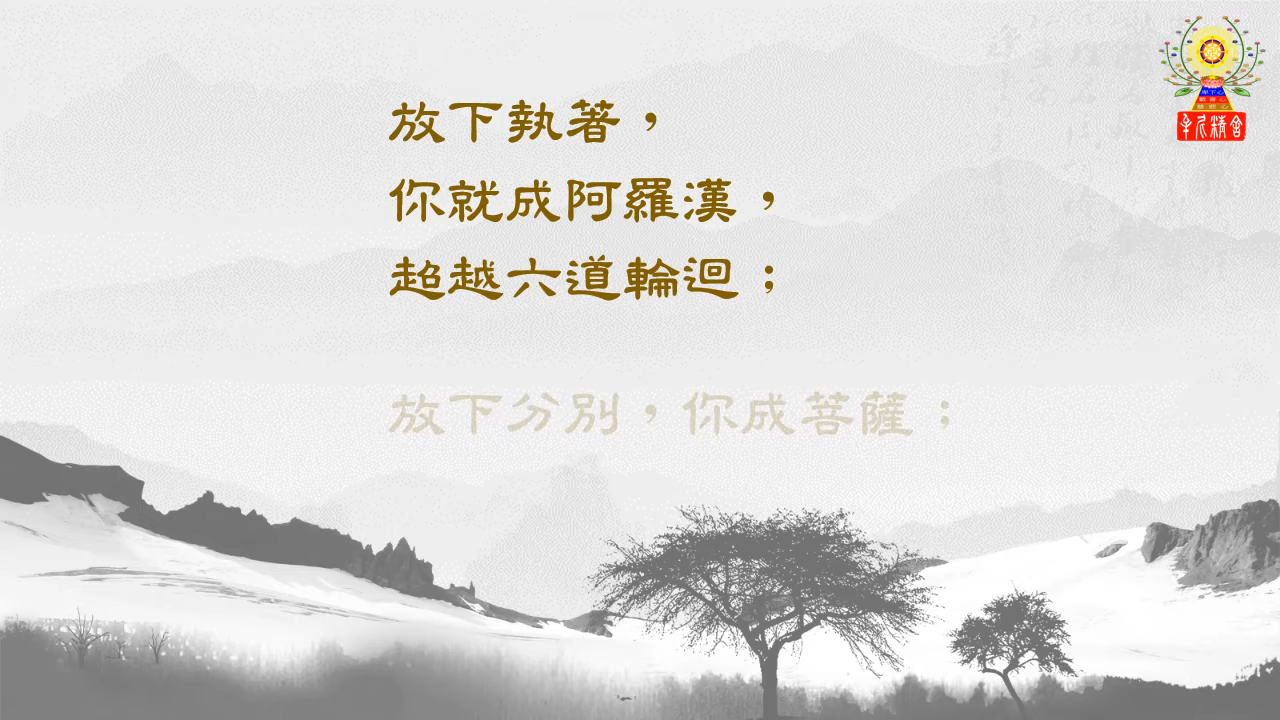 放下執著，
你就成阿羅漢，
超越六道輪迴；
放下分別，你成菩薩；